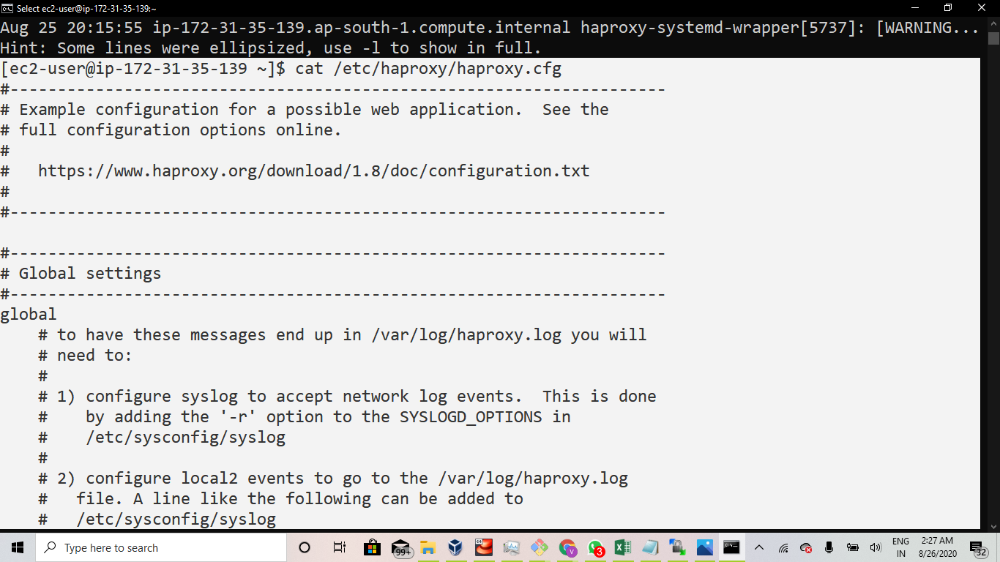 Select ec2-user@ip-172-31-35-139:~
Aug 25 20:15:55 ip-172-31-35-139.ap-south-1.compute.internal haproxy-systemd-wrapper[5737]: [WARNING...
Hint: Some lines were ellipsized, use -l to show in full.
[ec2-user@ip-172-31-35-139 ~]$ cat /etc/haproxy/haproxy.cfg
#---------------------------------------------------------------------
# Example configuration for a possible web application.  See the
# full configuration options online.
#
#   https://www.haproxy.org/download/1.8/doc/configuration.txt
#
#---------------------------------------------------------------------
#---------------------------------------------------------------------
# Global settings
#---------------------------------------------------------------------
global
    # to have these messages end up in /var/log/haproxy.log you will
    # need to:
    #
    # 1) configure syslog to accept network log events.  This is done
    #    by adding the '-r' option to the SYSLOGD_OPTIONS in
    #    /etc/sysconfig/syslog
    #
    # 2) configure local2 events to go to the /var/log/haproxy.log
    #   file. A line like the following can be added to
    #   /etc/sysconfig/syslog
Type here to search
99+
V
3
ENG
IN
2:27 AM
8/26/2020
32